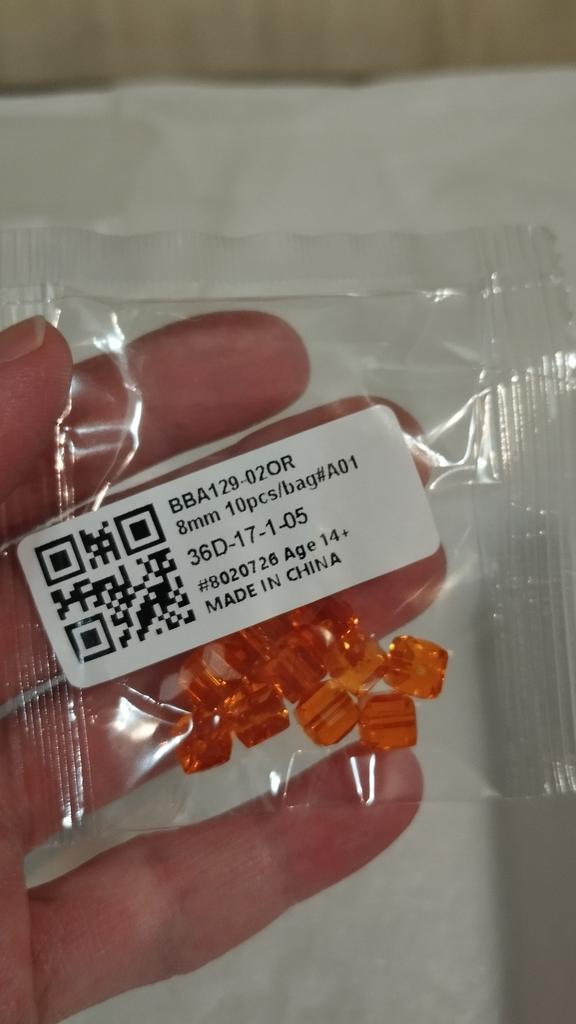 BBA129-02OR
8mm 10pcs/bag#A01
36D-17-1-05
#8020726 Age 14+
MADE IN CHINA